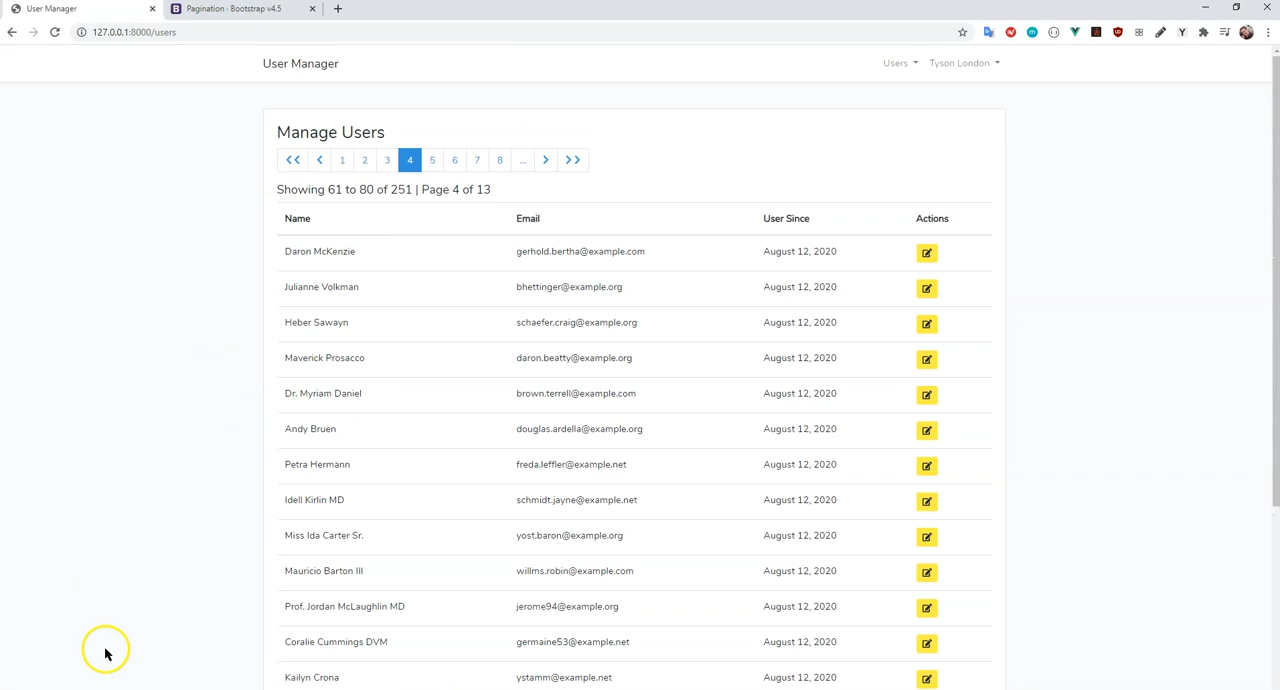 User Manager
Pagination · Bootstrap v4.5
127.0.0.1:8000/users
User Manager
Users
Tyson London
Manage Users
<< < 1 2 3 4 5 6 7 8 ... > >>
Showing 61 to 80 of 251 | Page 4 of 13
Name Email User Since Actions
Daron McKenzie gerhold.bertha@example.com August 12, 2020
Julianne Volkman bhettinger@example.org August 12, 2020
Heber Sawayn schaefer.craig@example.org August 12, 2020
Maverick Prosacco daron.beatty@example.org August 12, 2020
Dr. Myriam Daniel brown.terrell@example.com August 12, 2020
Andy Bruen douglas.ardella@example.org August 12, 2020
Petra Hermann freda.leffler@example.net August 12, 2020
Idell Kirlin MD schmidt.jayne@example.net August 12, 2020
Miss Ida Carter Sr. yost.baron@example.org August 12, 2020
Mauricio Barton III willms.robin@example.com August 12, 2020
Prof. Jordan McLaughlin MD jerome94@example.org August 12, 2020
Coralie Cummings DVM germaine53@example.net August 12, 2020
Kailyn Crona ystamm@example.net August 12, 2020